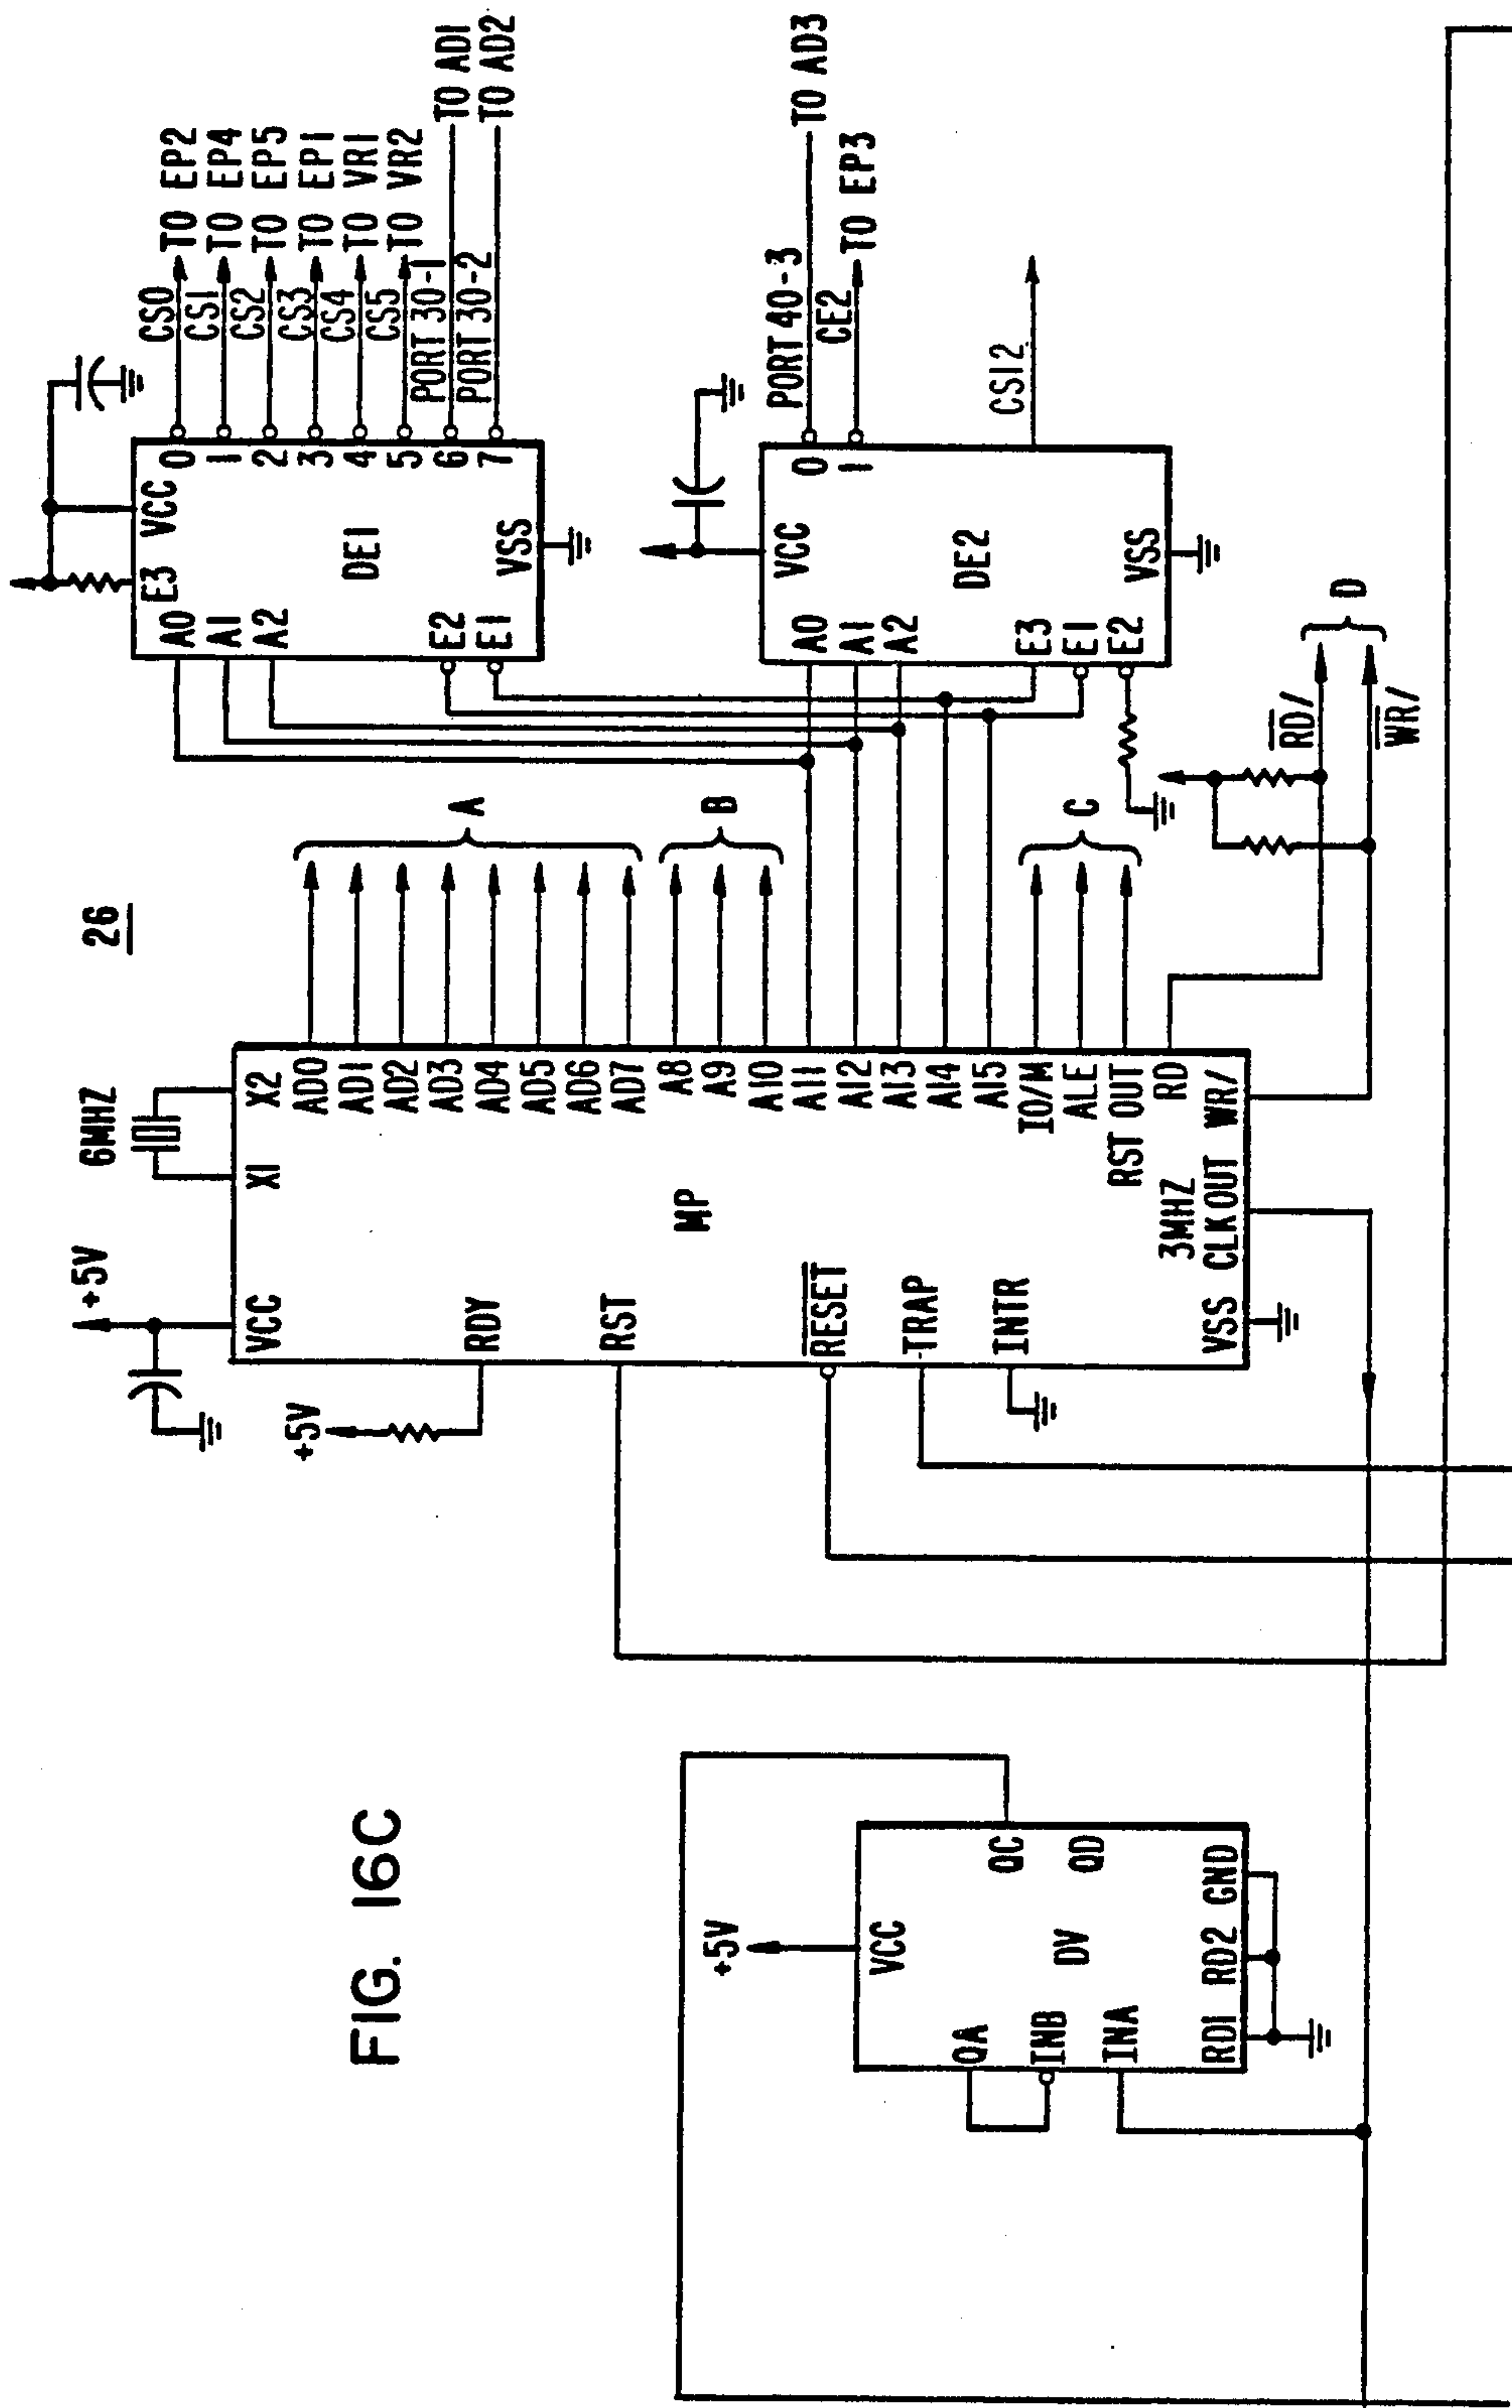 FIG. 16C
26
+5V
6MHZ
VCC
X1
X2
+5V
RDY
RST
RESET
TRAP
INTR
VSS
3MHZ
CLK OUT
WR/
MP
AD0
AD1
AD2
AD3
AD4
AD5
AD6
AD7
A8
A9
A10
A11
A12
A13
A14
A15
IO/M
ALE
RST OUT
RD
A
B
C
D
RD/
WR/
E3
VCC
A0
A1
A2
E2
E1
DE1
VSS
0
1
2
3
4
5
6
7
CS0 TO EP2
CS1 TO EP4
CS2 TO EP5
CS3 TO EP1
CS4 TO VR1
CS5 TO VR2
PORT 30-1 TO AD1
PORT 30-2 TO AD2
VCC
A0
A1
A2
E3
E1
E2
DE2
VSS
0
1
PORT 40-3 TO AD3
CE2 TO EP3
CS12
+5V
VCC
QA
INB
INA
DV
QC
QD
RD1
RD2
GND